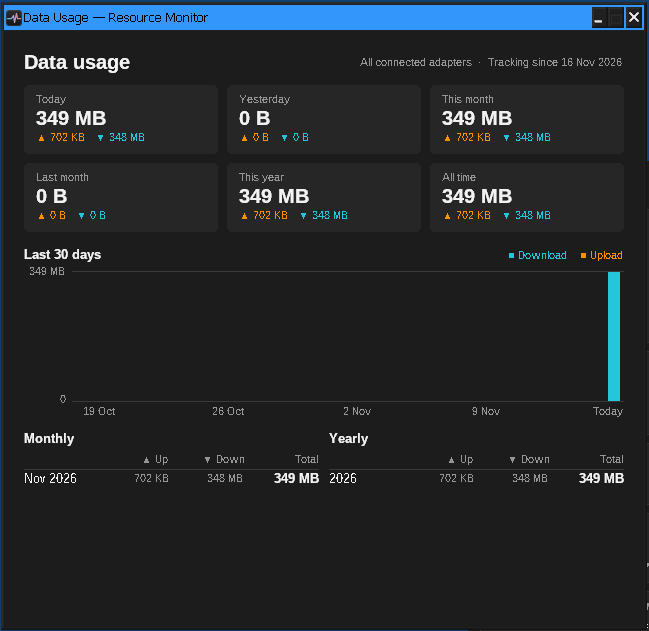 Data Usage — Resource Monitor
Data usage
All connected adapters · Tracking since 16 Nov 2026
Today
349 MB
▲ 702 KB ▼ 348 MB
Yesterday
0 B
▲ 0 B ▼ 0 B
This month
349 MB
▲ 702 KB ▼ 348 MB
Last month
0 B
▲ 0 B ▼ 0 B
This year
349 MB
▲ 702 KB ▼ 348 MB
All time
349 MB
▲ 702 KB ▼ 348 MB
Last 30 days
Download Upload
349 MB
0
19 Oct 26 Oct 2 Nov 9 Nov Today
Monthly
▲ Up ▼ Down Total
Nov 2026 702 KB 348 MB 349 MB
Yearly
▲ Up ▼ Down Total
2026 702 KB 348 MB 349 MB